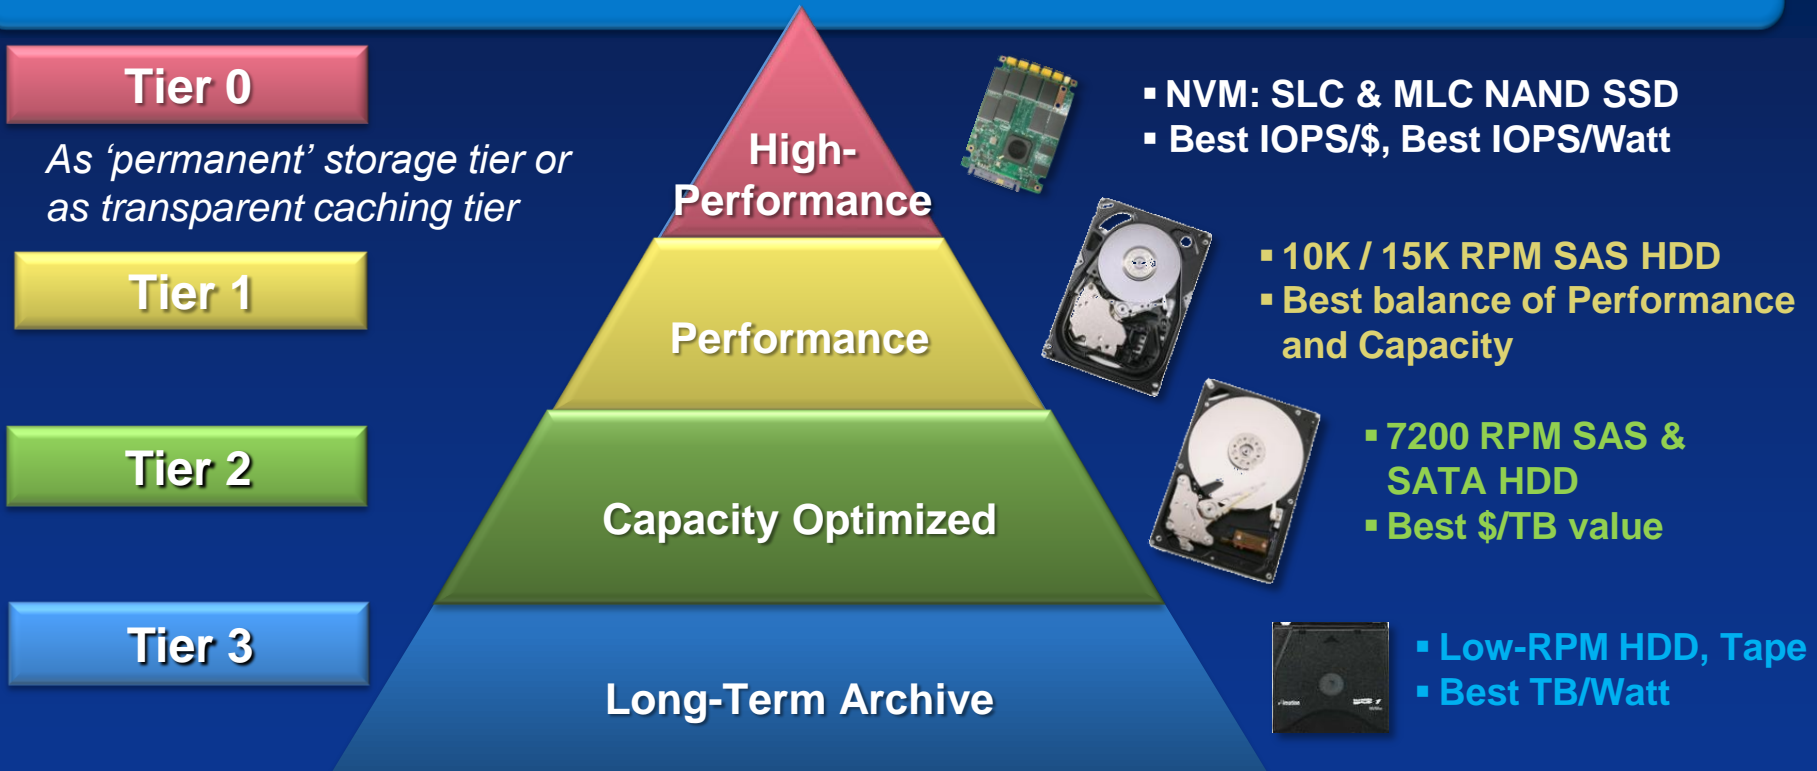 Tier 0
As ‘permanent’ storage tier or
as transparent caching tier
High-
Performance
▪ NVM: SLC & MLC NAND SSD
▪ Best IOPS/$, Best IOPS/Watt
Tier 1
Performance
▪ 10K / 15K RPM SAS HDD
▪ Best balance of Performance
and Capacity
Tier 2
Capacity Optimized
▪ 7200 RPM SAS &
SATA HDD
▪ Best $/TB value
Tier 3
Long-Term Archive
▪ Low-RPM HDD, Tape
▪ Best TB/Watt